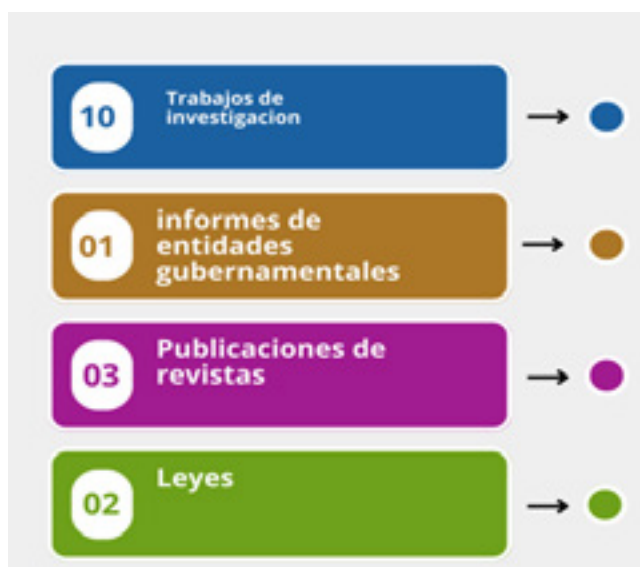 10
Trabajos de
investigacion
01
informes de
entidades
gubernamentales
03
Publicaciones de
revistas
02
Leyes